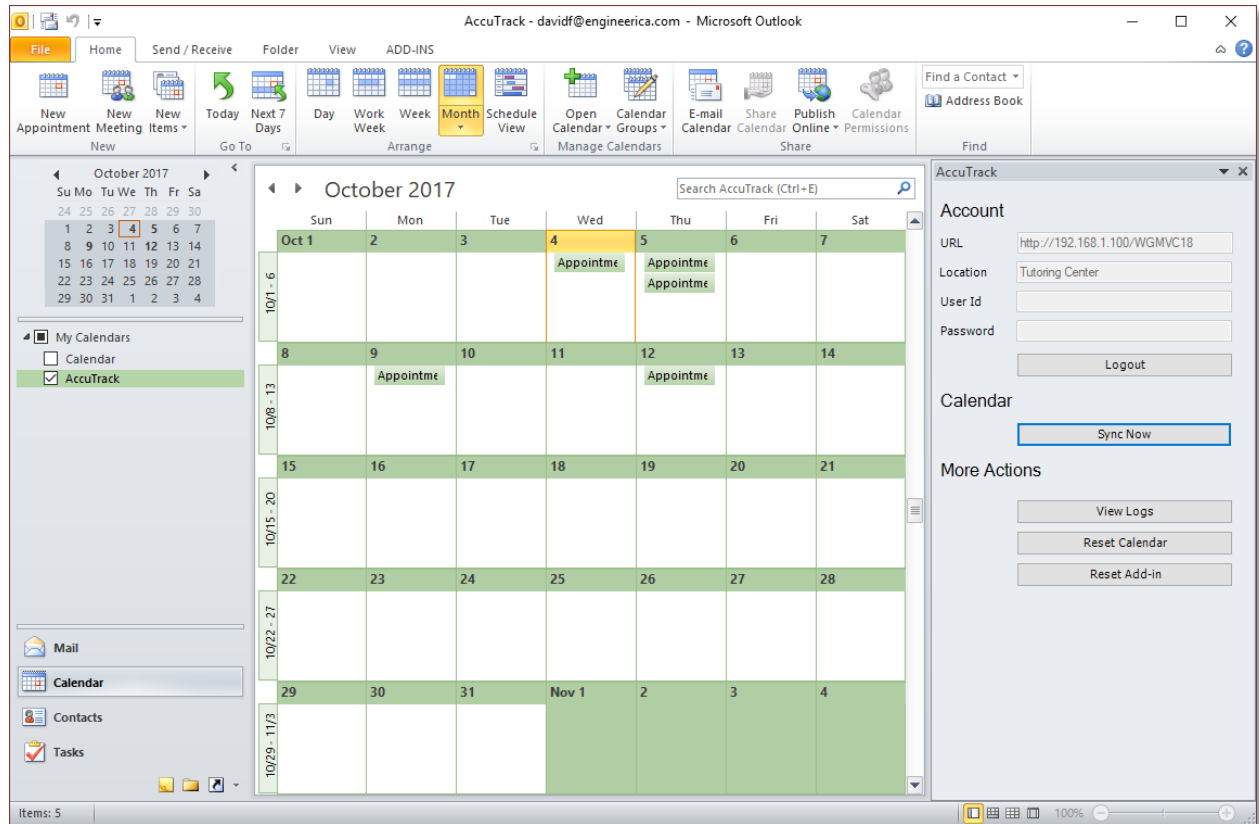 AccuTrack - davidf@engineerica.com - Microsoft Outlook
File Home Send / Receive Folder View ADD-INS
New Appointment
New Meeting
New Items
New
Today
Next 7 Days
Go To
Day
Work Week
Week
Month
Schedule View
Arrange
Open Calendar
Calendar Groups
Manage Calendars
E-mail Calendar
Share Calendar
Publish Online
Calendar Permissions
Share
Find a Contact
Address Book
Find
October 2017
Su Mo Tu We Th Fr Sa
24 25 26 27 28 29 30
1 2 3 4 5 6 7
8 9 10 11 12 13 14
15 16 17 18 19 20 21
22 23 24 25 26 27 28
29 30 31 1 2 3 4
My Calendars
Calendar
AccuTrack
Mail
Calendar
Contacts
Tasks
October 2017
Search AccuTrack (Ctrl+E)
Sun Mon Tue Wed Thu Fri Sat
10/1 - 6
Oct 1 2 3 4 5 6 7
Appointme Appointme
Appointme
10/8 - 13
8 9 10 11 12 13 14
Appointme Appointme
10/15 - 20
15 16 17 18 19 20 21
10/22 - 27
22 23 24 25 26 27 28
10/29 - 11/3
29 30 31 Nov 1 2 3 4
AccuTrack
Account
URL http://192.168.1.100/WGMVC18
Location Tutoring Center
User Id
Password
Logout
Calendar
Sync Now
More Actions
View Logs
Reset Calendar
Reset Add-in
Items: 5
100%